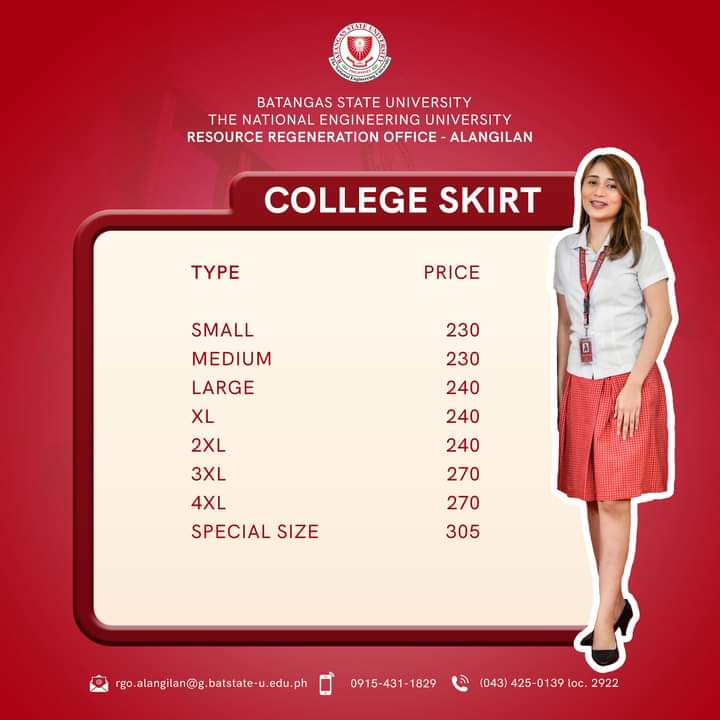 BATANGAS STATE UNIVERSITY
The National Engineering University
BATANGAS STATE UNIVERSITY
THE NATIONAL ENGINEERING UNIVERSITY
RESOURCE REGENERATION OFFICE - ALANGILAN
COLLEGE SKIRT
TYPE PRICE
SMALL 230
MEDIUM 230
LARGE 240
XL 240
2XL 240
3XL 270
4XL 270
SPECIAL SIZE 305
rgo.alangilan@g.batstate-u.edu.ph 0915-431-1829 (043) 425-0139 loc. 2922